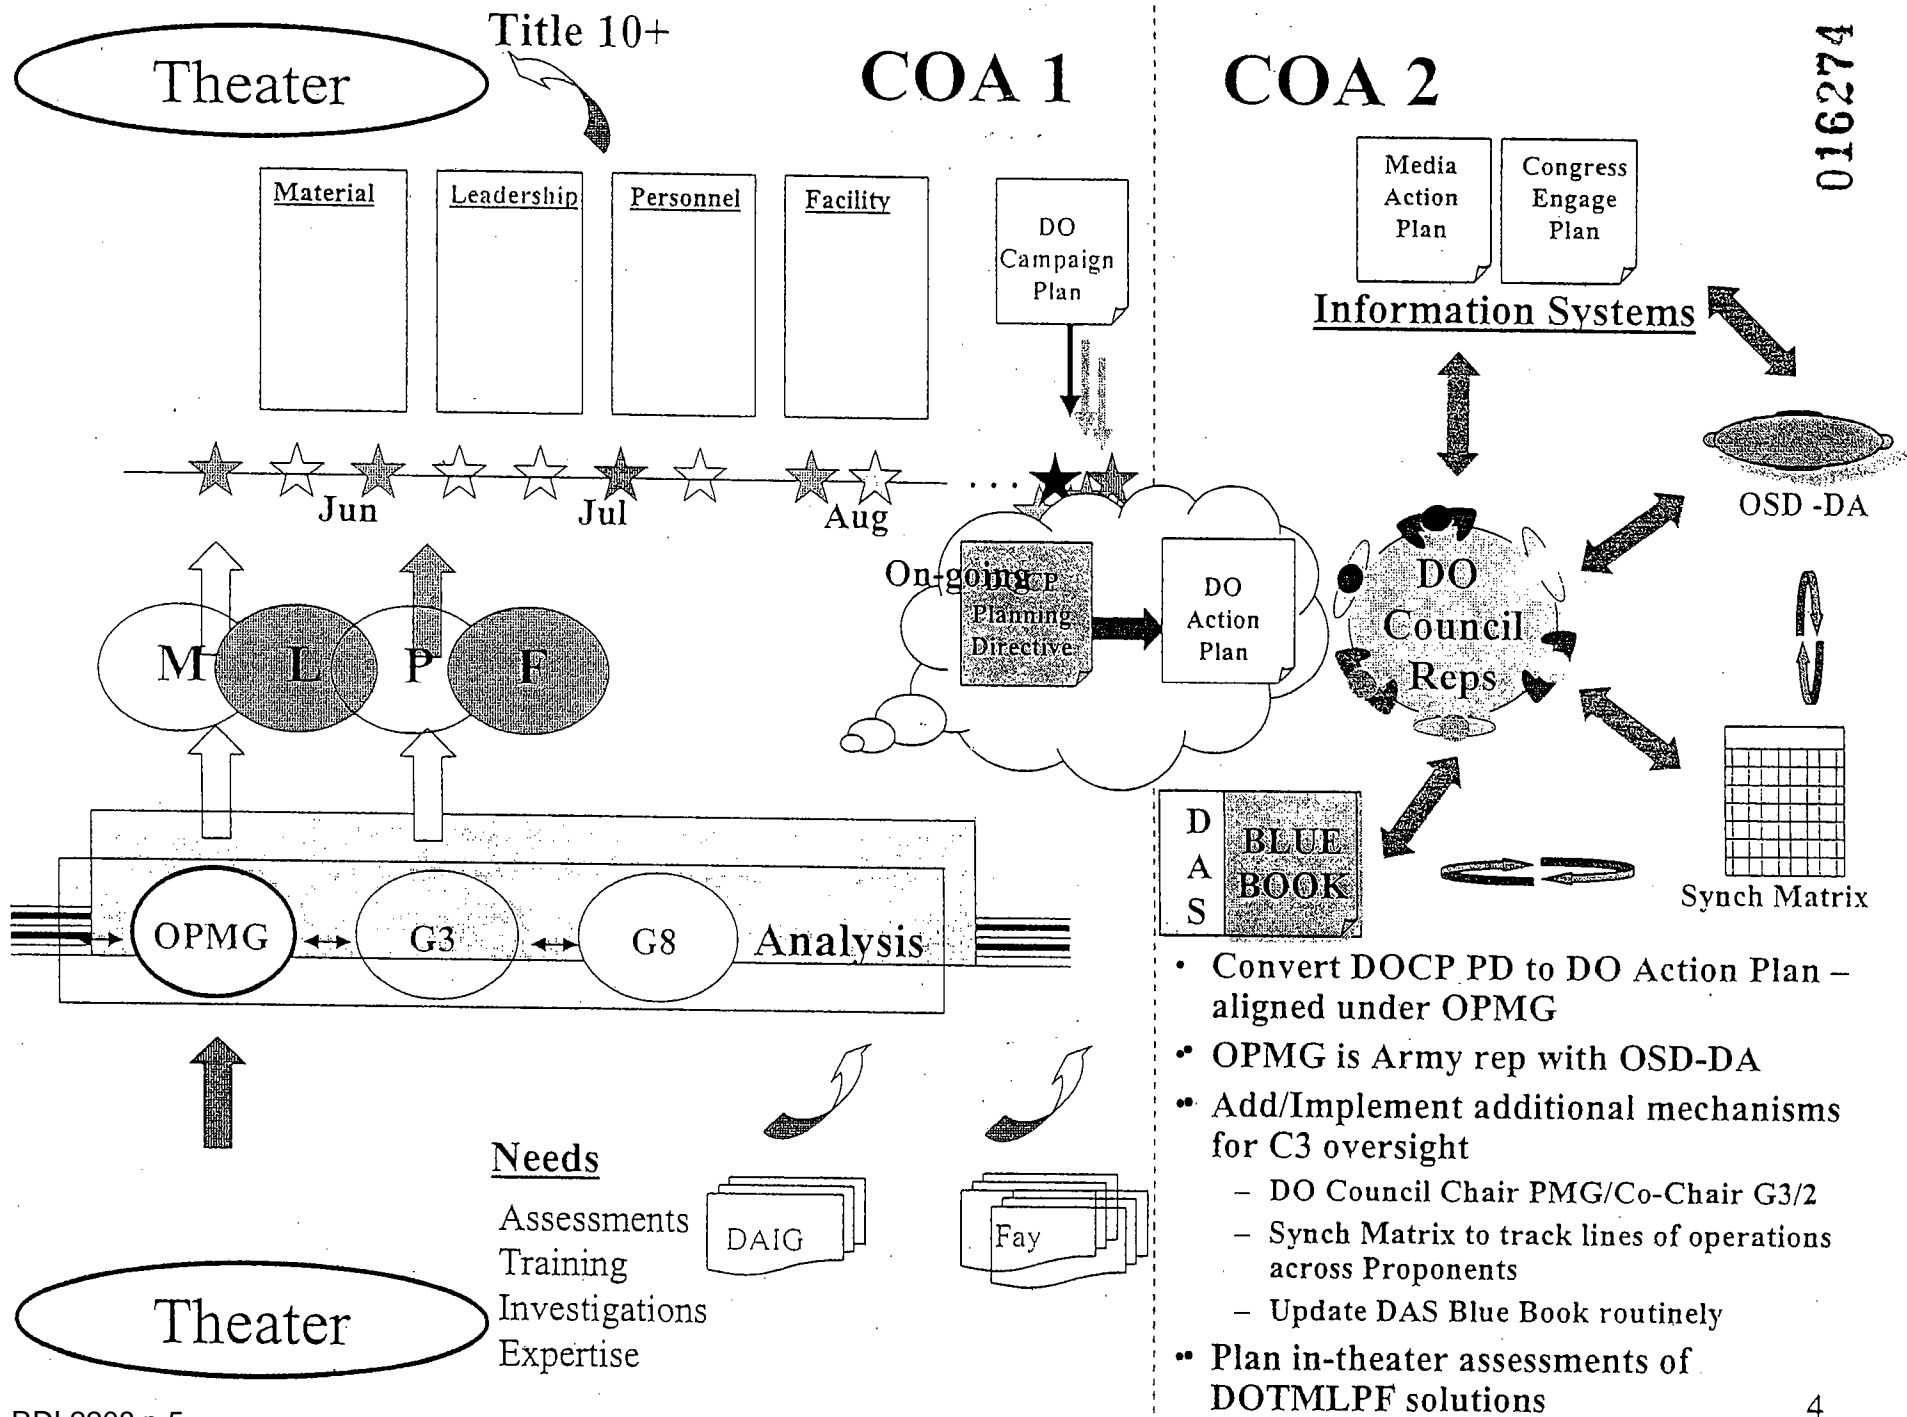 Title 10+
Theater
COA 1
COA 2
016274
Material
Leadership
Personnel
Facility
DO
Campaign
Plan
Media
Action
Plan
Congress
Engage
Plan
Information Systems
OSD -DA
. . .
Jun
Jul
Aug
On-going
Planning
Directive
DO
Action
Plan
DO
Council
Reps
M
L
P
F
D
A
S
BLUE
BOOK
Synch Matrix
OPMG
G3
G8
Analysis
Needs
Assessments
Training
Investigations
Expertise
DAIG
Fay
Theater
• Convert DOCP PD to DO Action Plan –
aligned under OPMG
• OPMG is Army rep with OSD-DA
• Add/Implement additional mechanisms
for C3 oversight
– DO Council Chair PMG/Co-Chair G3/2
– Synch Matrix to track lines of operations
across Proponents
– Update DAS Blue Book routinely
• Plan in-theater assessments of
DOTMLPF solutions
4